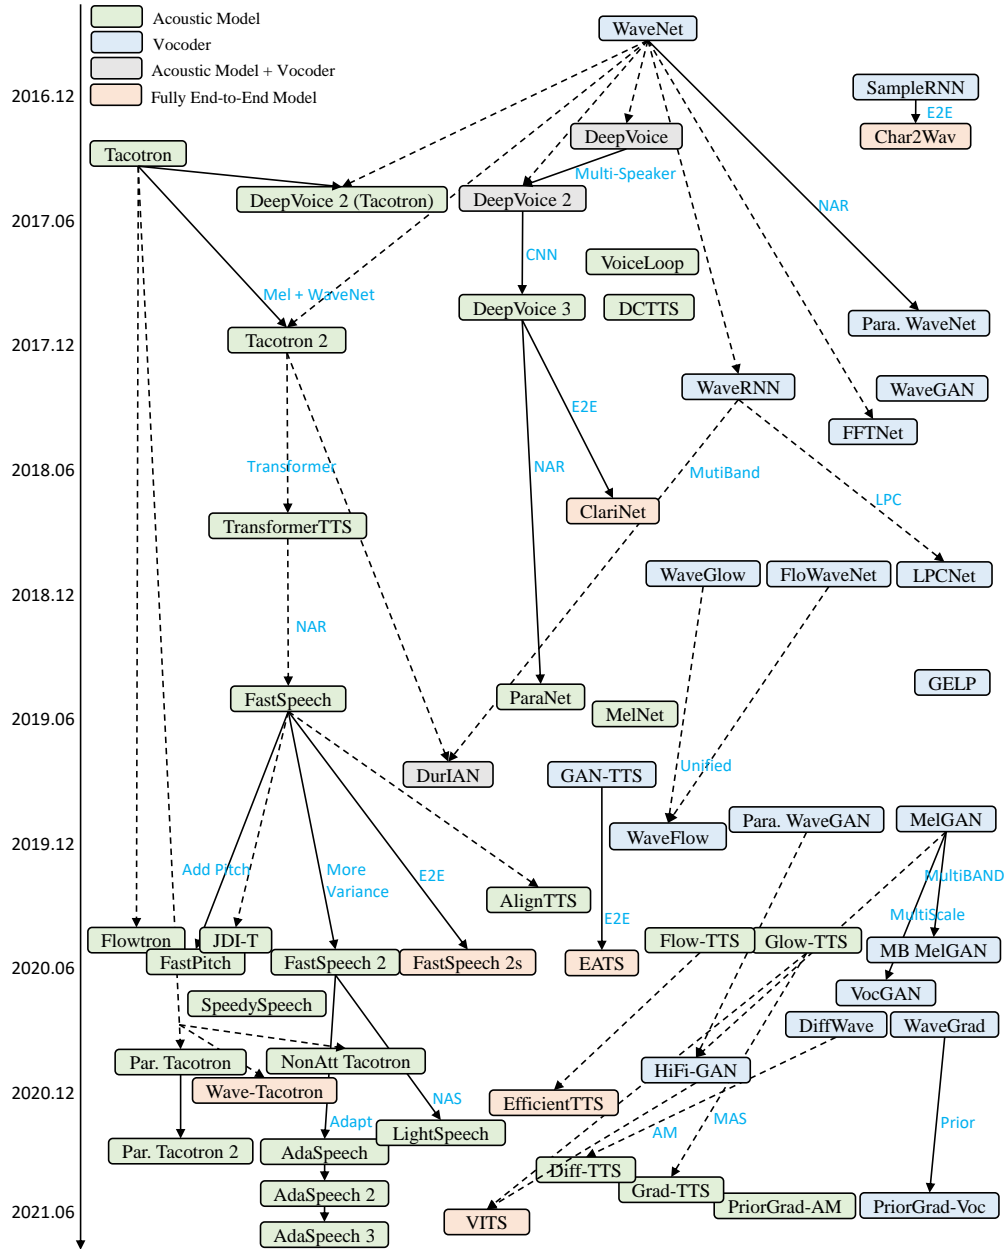 Acoustic Model
Vocoder
Acoustic Model + Vocoder
Fully End-to-End Model
WaveNet
2016.12
SampleRNN
E2E
Char2Wav
DeepVoice
Tacotron
Multi-Speaker
DeepVoice 2 (Tacotron)
DeepVoice 2
NAR
2017.06
CNN
VoiceLoop
Mel + WaveNet
DeepVoice 3
DCTTS
Para. WaveNet
Tacotron 2
2017.12
WaveRNN
WaveGAN
E2E
FFTNet
2018.06
Transformer
NAR
MutiBand
LPC
ClariNet
TransformerTTS
WaveGlow
FloWaveNet
LPCNet
2018.12
NAR
GELP
FastSpeech
ParaNet
MelNet
2019.06
DurIAN
GAN-TTS
Unified
Para. WaveGAN
MelGAN
WaveFlow
2019.12
Add Pitch
More
Variance
E2E
MultiBAND
AlignTTS
E2E
MultiScale
Flowtron
JDI-T
Flow-TTS
Glow-TTS
FastPitch
FastSpeech 2
FastSpeech 2s
EATS
MB MelGAN
2020.06
SpeedySpeech
VocGAN
DiffWave
WaveGrad
Par. Tacotron
NonAtt Tacotron
HiFi-GAN
Wave-Tacotron
NAS
EfficientTTS
2020.12
Adapt
LightSpeech
AM
MAS
Prior
Par. Tacotron 2
AdaSpeech
Diff-TTS
AdaSpeech 2
Grad-TTS
PriorGrad-AM
PriorGrad-Voc
2021.06
VITS
AdaSpeech 3